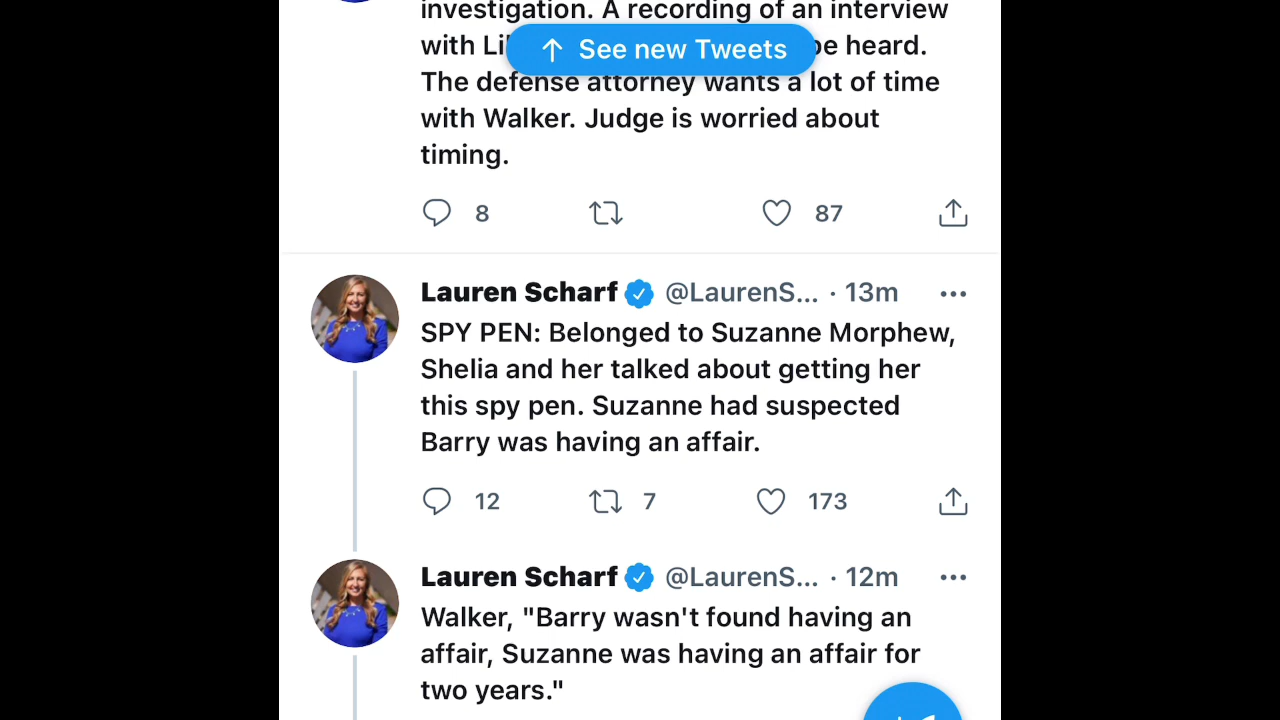 investigation. A recording of an interview
with Li
↑ See new Tweets
be heard.
The defense attorney wants a lot of time
with Walker. Judge is worried about
timing.
8
87
Lauren Scharf @LaurenS... · 13m
SPY PEN: Belonged to Suzanne Morphew,
Shelia and her talked about getting her
this spy pen. Suzanne had suspected
Barry was having an affair.
12
7
173
Lauren Scharf @LaurenS... · 12m
Walker, "Barry wasn't found having an
affair, Suzanne was having an affair for
two years."